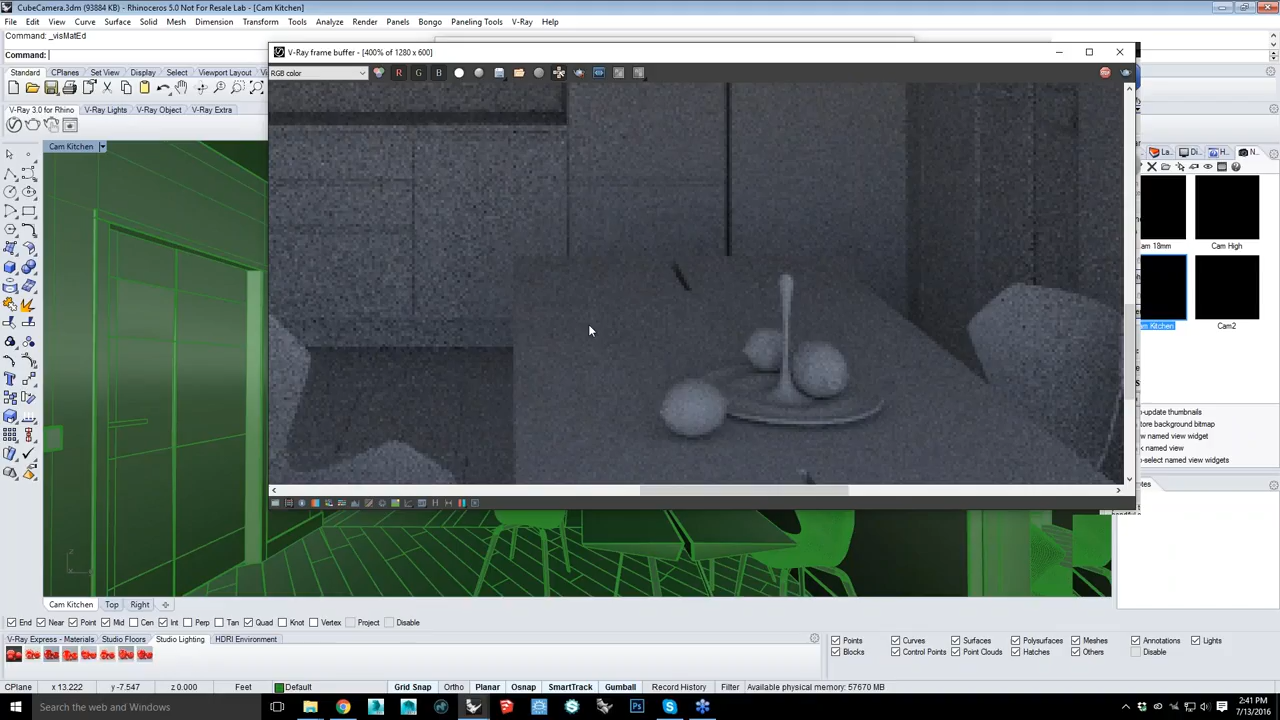 CubeCamera.3dm (93884 KB) - Rhinoceros 5.0 Not For Resale Lab - [Cam Kitchen]
File Edit View Curve Surface Solid Mesh Dimension Transform Tools Analyze Render Panels Bongo Paneling Tools V-Ray Help
Command: _visMatEd
Command:
V-Ray frame buffer - [400% of 1280 x 600]
Standard CPlanes Set View Display Select Viewport Layout
RGB color R G B
V-Ray 3.0 for Rhino V-Ray Lights V-Ray Object V-Ray Extra
Cam Kitchen
La... Di... H... N...
am 18mm Cam High
am Kitchen Cam2
o-update thumbnails
tore background bitmap
w named view widget
k named view
o-select named view widgets
otes
Cam Kitchen Top Right
End Near Point Mid Cen Int Perp Tan Quad Knot Vertex Project Disable
V-Ray Express - Materials Studio Floors Studio Lighting HDRI Environment
Points Curves Surfaces Polysurfaces Meshes Annotations Lights
Blocks Control Points Point Clouds Hatches Others Disable
CPlane x 13.222 y -7.547 z 0.000 Feet Default Grid Snap Ortho Planar Osnap SmartTrack Gumball Record History Filter Available physical memory: 57670 MB
Search the web and Windows
2:41 PM
7/13/2016